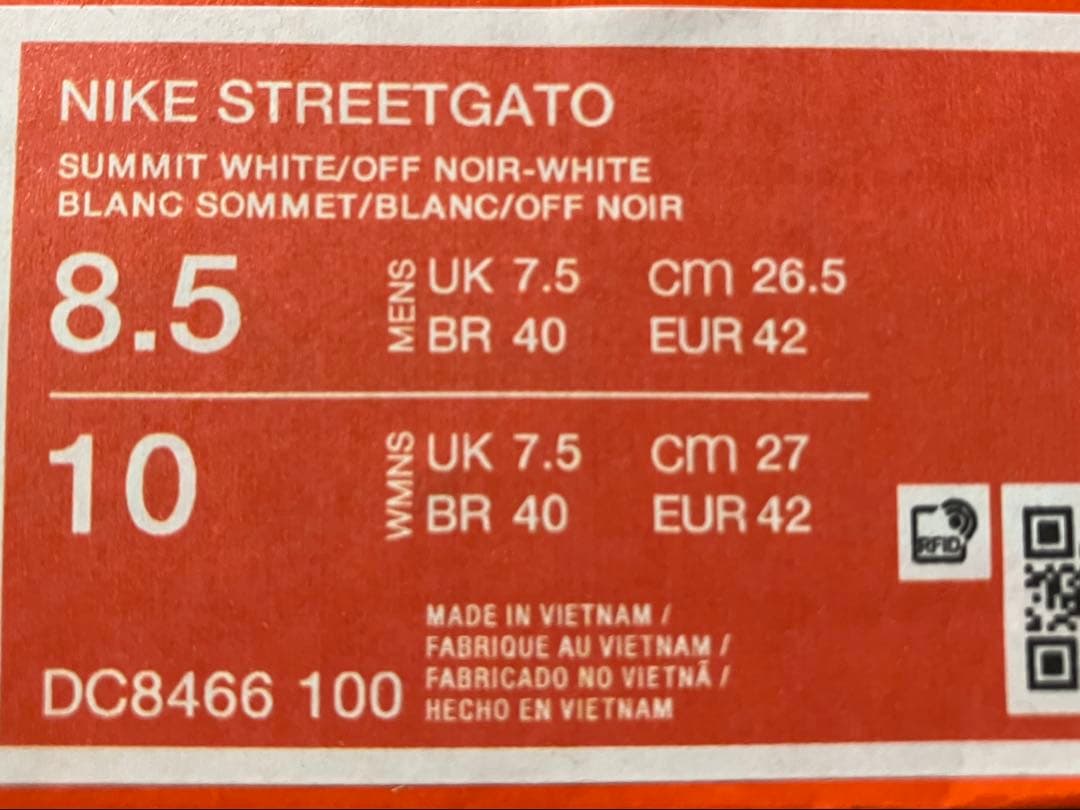 NIKE STREETGATO
SUMMIT WHITE/OFF NOIR-WHITE
BLANC SOMMET/BLANC/OFF NOIR
8.5 MENS UK 7.5 cm 26.5
BR 40 EUR 42
10 WMNS UK 7.5 cm 27
BR 40 EUR 42
RFID
MADE IN VIETNAM /
FABRIQUE AU VIETNAM /
FABRICADO NO VIETNÃ /
HECHO EN VIETNAM
DC8466 100